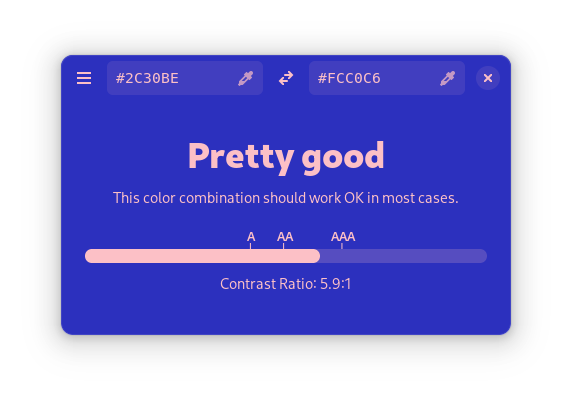 #2C30BE
#FCC0C6
Pretty good
This color combination should work OK in most cases.
A AA AAA
Contrast Ratio: 5.9:1